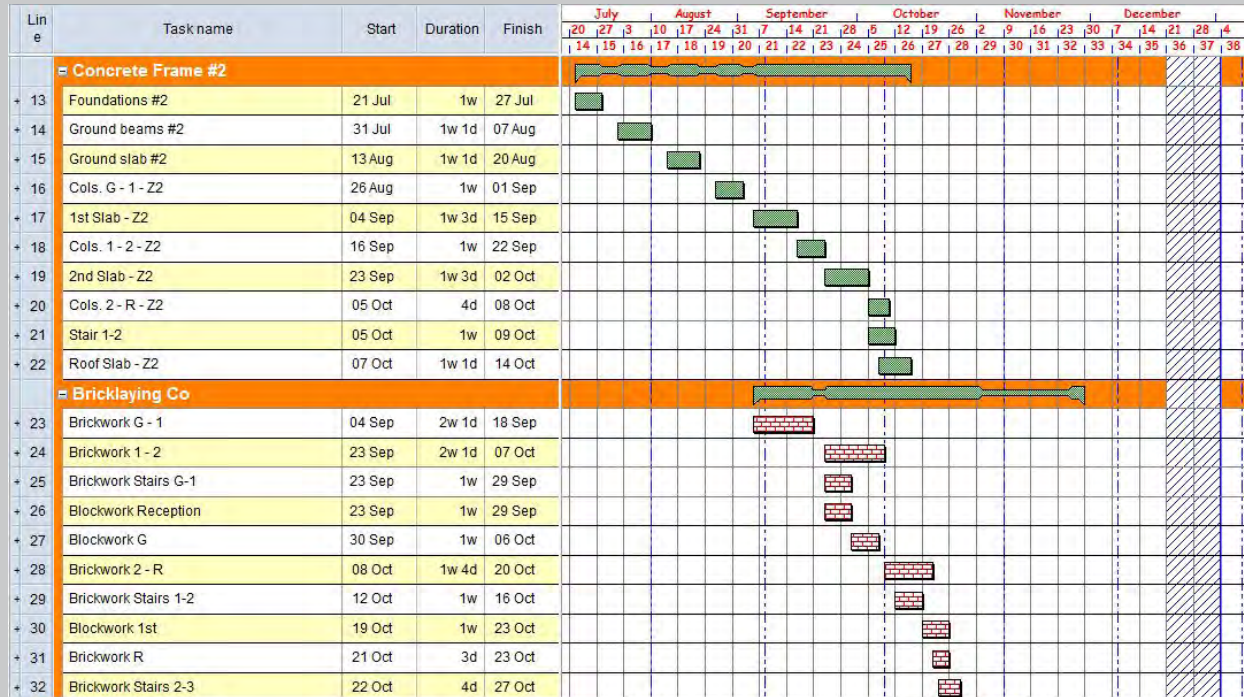 Lin
e Task name Start Duration Finish
July August September October November December
20 27 3 10 17 24 31 7 14 21 28 5 12 19 26 2 9 16 23 30 7 14 21 28 4
14 15 16 17 18 19 20 21 22 23 24 25 26 27 28 29 30 31 32 33 34 35 36 37 38
Concrete Frame #2
13 Foundations #2 21 Jul 1w 27 Jul
14 Ground beams #2 31 Jul 1w 1d 07 Aug
15 Ground slab #2 13 Aug 1w 1d 20 Aug
16 Cols. G - 1 - Z2 26 Aug 1w 01 Sep
17 1st Slab - Z2 04 Sep 1w 3d 15 Sep
18 Cols. 1 - 2 - Z2 16 Sep 1w 22 Sep
19 2nd Slab - Z2 23 Sep 1w 3d 02 Oct
20 Cols. 2 - R - Z2 05 Oct 4d 08 Oct
21 Stair 1-2 05 Oct 1w 09 Oct
22 Roof Slab - Z2 07 Oct 1w 1d 14 Oct
Bricklaying Co
23 Brickwork G - 1 04 Sep 2w 1d 18 Sep
24 Brickwork 1 - 2 23 Sep 2w 1d 07 Oct
25 Brickwork Stairs G-1 23 Sep 1w 29 Sep
26 Blockwork Reception 23 Sep 1w 29 Sep
27 Blockwork G 30 Sep 1w 06 Oct
28 Brickwork 2 - R 08 Oct 1w 4d 20 Oct
29 Brickwork Stairs 1-2 12 Oct 1w 16 Oct
30 Blockwork 1st 19 Oct 1w 23 Oct
31 Brickwork R 21 Oct 3d 23 Oct
32 Brickwork Stairs 2-3 22 Oct 4d 27 Oct